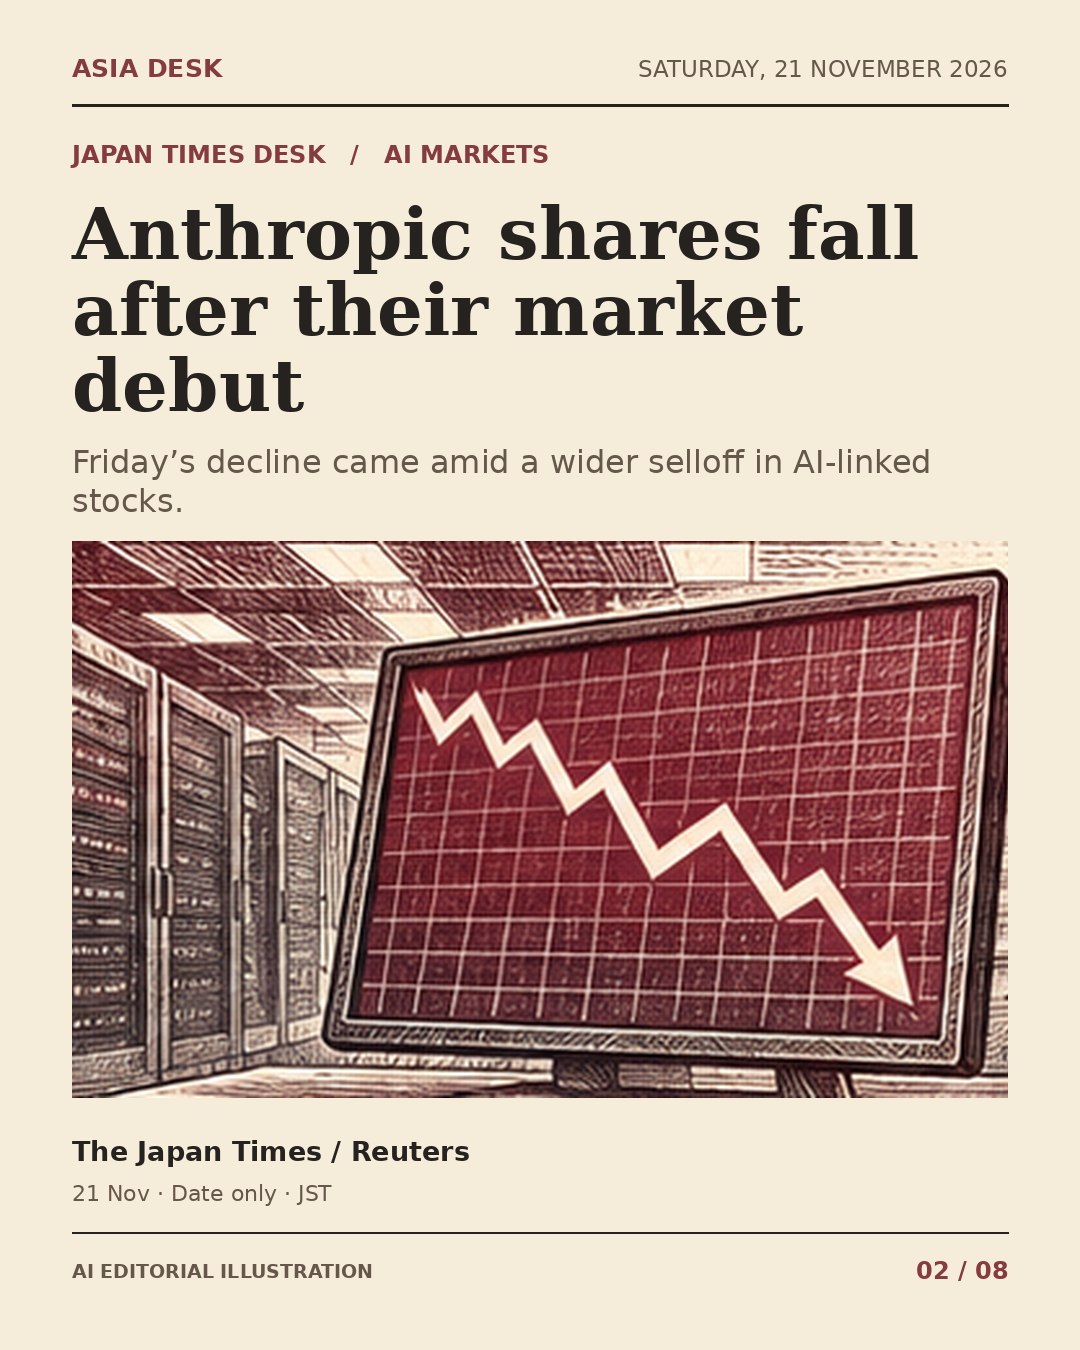 ASIA DESK
SATURDAY, 21 NOVEMBER 2026
JAPAN TIMES DESK / AI MARKETS
Anthropic shares fall
after their market
debut
Friday’s decline came amid a wider selloff in AI-linked
stocks.
The Japan Times / Reuters
21 Nov · Date only · JST
AI EDITORIAL ILLUSTRATION
02 / 08